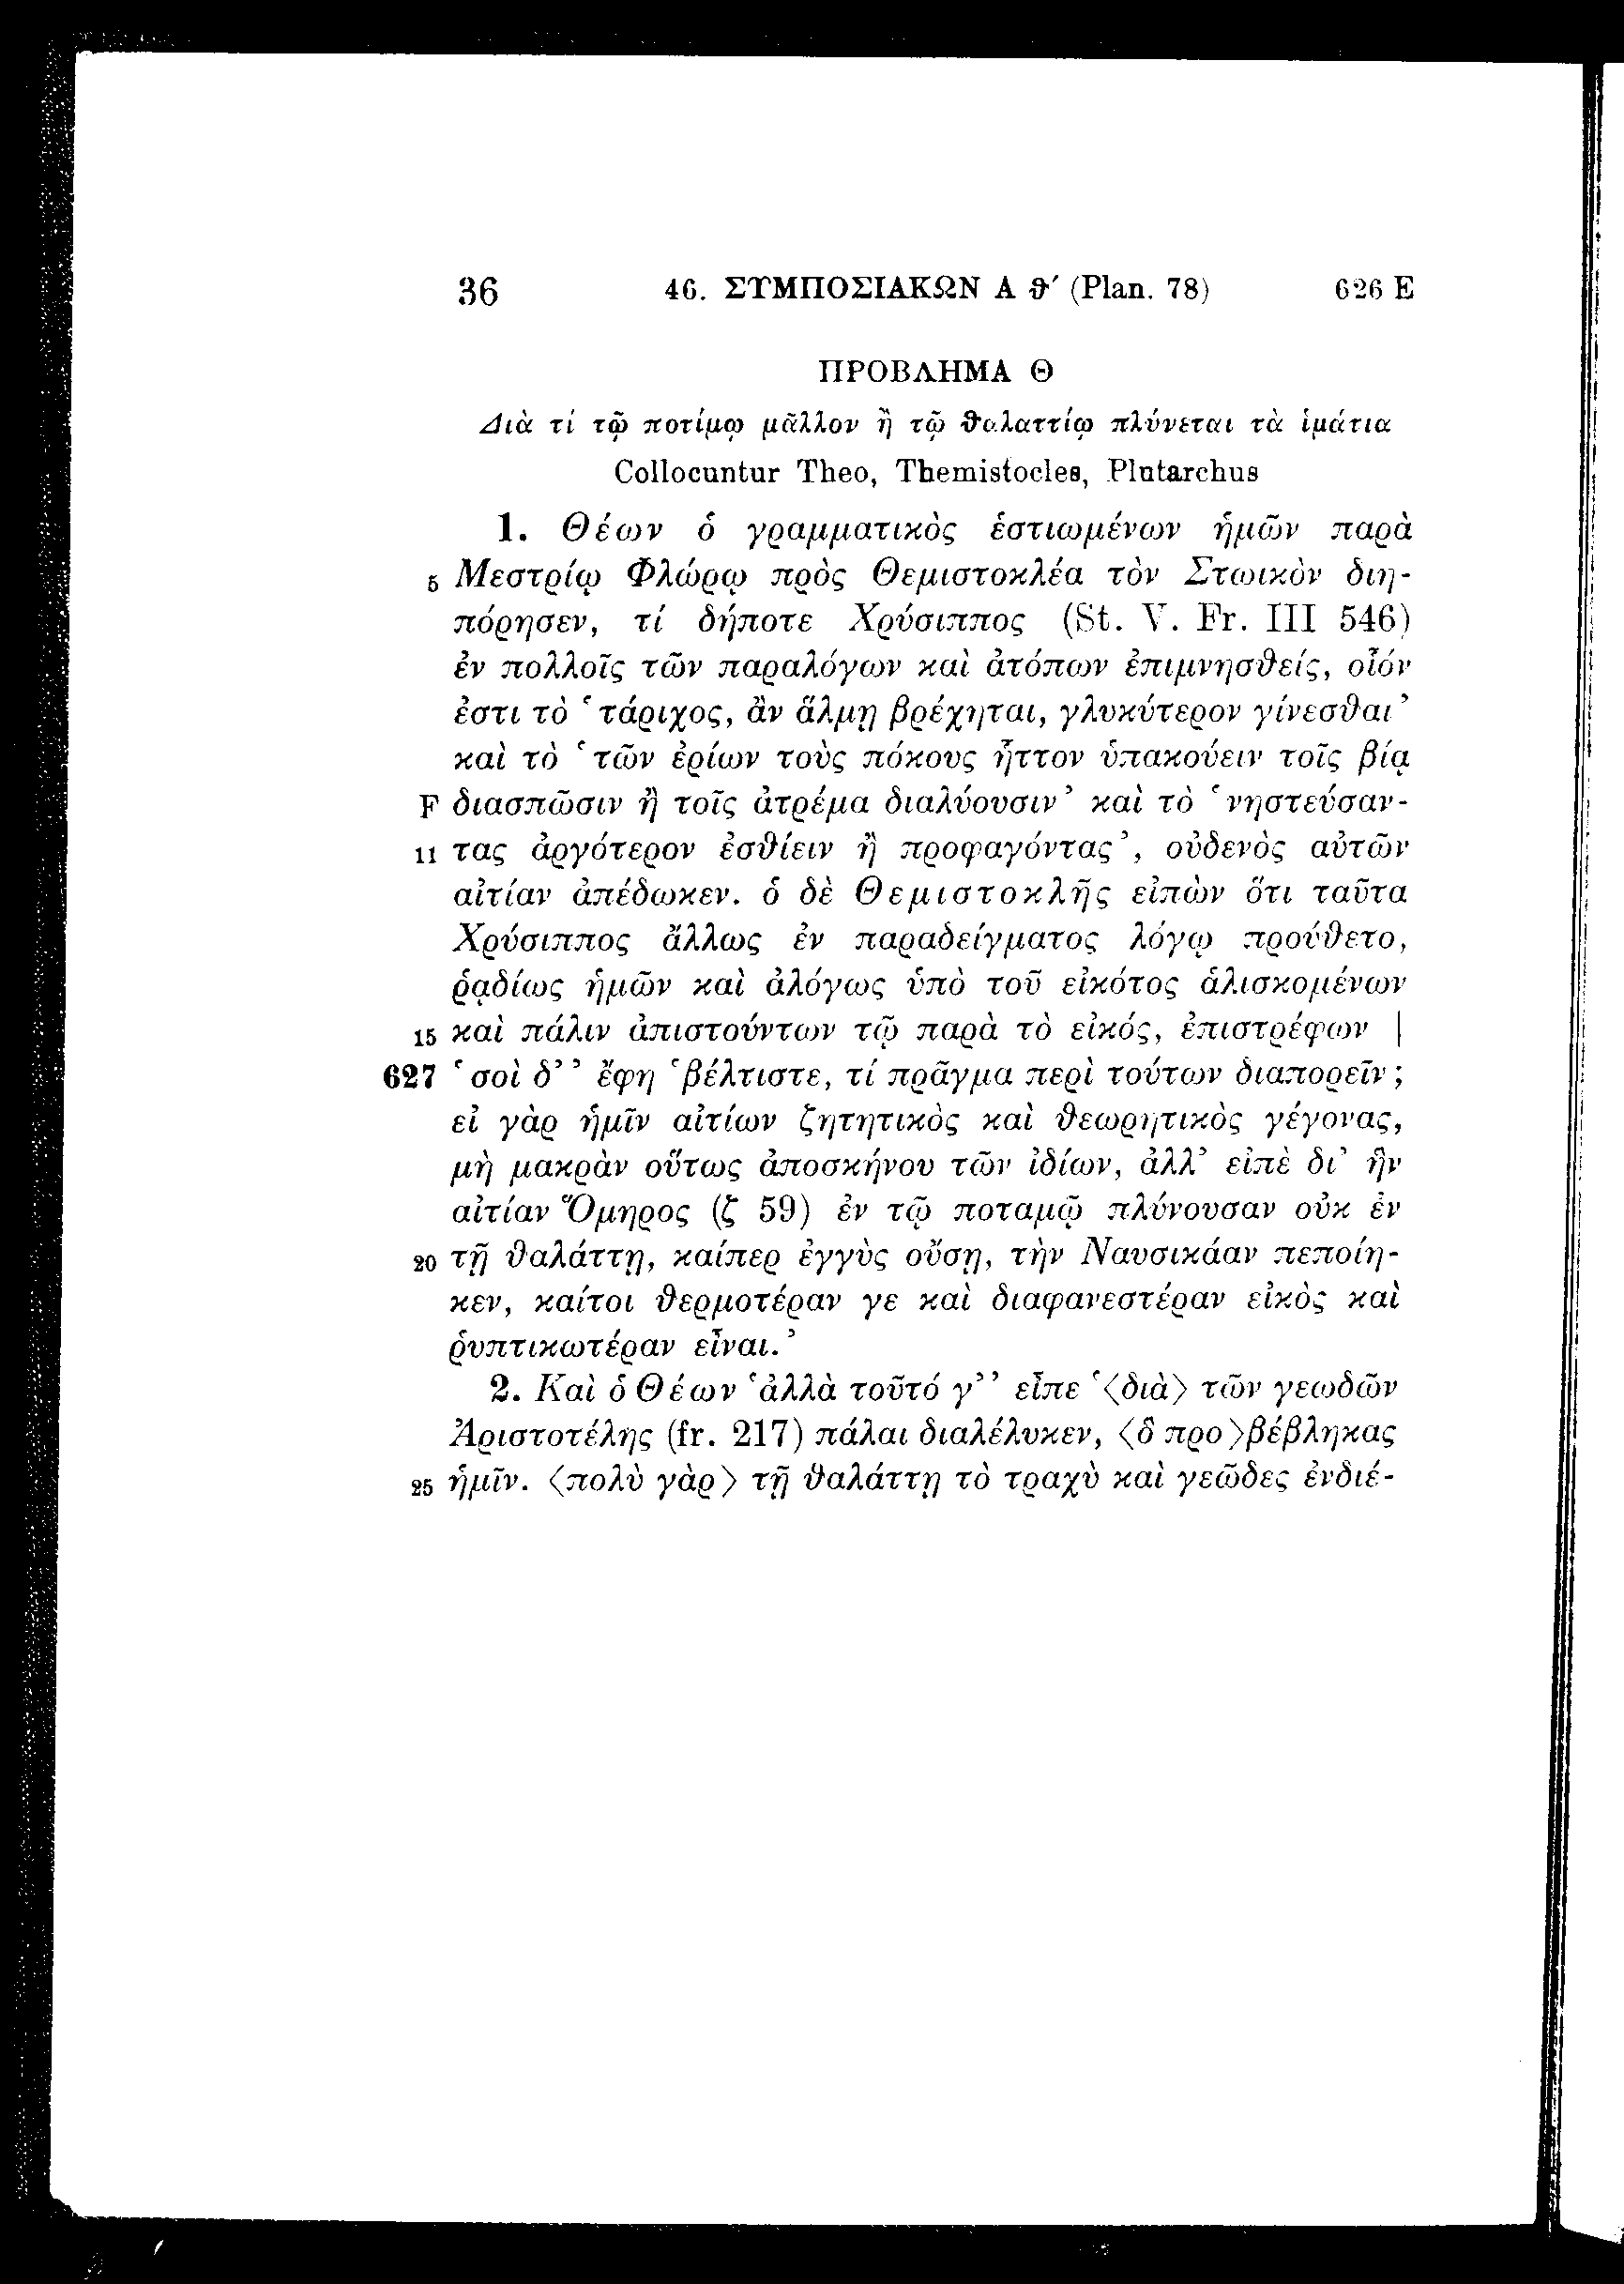 36 46. ΣΥΜΠΟΣΙΑΚΩΝ Α θ′ (Plan. 78) 626 E
ΠΡΟΒΛΗΜΑ Θ
Διὰ τί τῷ ποτίμῳ μᾶλλον ἢ τῷ θαλαττίῳ πλύνεται τὰ ἱμάτια
Collocuntur Theo, Themistocles, Plutarchus
1. Θέων ὁ γραμματικὸς ἑστιωμένων ἡμῶν παρὰ
5 Μεστρίῳ Φλώρῳ πρὸς Θεμιστοκλέα τὸν Στωικὸν διη-
πόρησεν, τί δήποτε Χρύσιππος (St. V. Fr. III 546)
ἐν πολλοῖς τῶν παραλόγων καὶ ἀτόπων ἐπιμνησθείς, οἷόν
ἐστι τὸ ‘τάριχος, ἂν ἅλμῃ βρέχηται, γλυκύτερον γίνεσθαι’
καὶ τὸ ‘τῶν ἐρίων τοὺς πόκους ἧττον ὑπακούειν τοῖς βίᾳ
F διασπῶσιν ἢ τοῖς ἀτρέμα διαλύουσιν’ καὶ τὸ ‘νηστεύσαν-
11 τας ἀργότερον ἐσθίειν ἢ προφαγόντας’, οὐδενὸς αὐτῶν
αἰτίαν ἀπέδωκεν. ὁ δὲ Θεμιστοκλῆς εἰπὼν ὅτι ταῦτα
Χρύσιππος ἄλλως ἐν παραδείγματος λόγῳ προύθετο,
ῥᾳδίως ἡμῶν καὶ ἀλόγως ὑπὸ τοῦ εἰκότος ἁλισκομένων
15 καὶ πάλιν ἀπιστούντων τῷ παρὰ τὸ εἰκός, ἐπιστρέφων |
627 ‘σοὶ δ’’ ἔφη ‘βέλτιστε, τί πρᾶγμα περὶ τούτων διαπορεῖν;
εἰ γὰρ ἡμῖν αἰτίων ζητητικὸς καὶ θεωρητικὸς γέγονας,
μὴ μακρὰν οὕτως ἀποσκήνου τῶν ἰδίων, ἀλλ’ εἰπὲ δι’ ἣν
αἰτίαν Ὅμηρος (ζ 59) ἐν τῷ ποταμῷ πλύνουσαν οὐκ ἐν
20 τῇ θαλάττῃ, καίπερ ἐγγὺς οὔσῃ, τὴν Ναυσικάαν πεποίη-
κεν, καίτοι θερμοτέραν γε καὶ διαφανεστέραν εἰκὸς καὶ
ῥυπτικωτέραν εἶναι.’
2. Καὶ ὁ Θέων ‘ἀλλὰ τοῦτό γ’’ εἶπε ‘⟨διὰ⟩ τῶν γεωδῶν
Ἀριστοτέλης (fr. 217) πάλαι διαλέλυκεν, ⟨ὃ προ⟩βέβληκας
25 ἡμῖν. ⟨πολὺ γὰρ⟩ τῇ θαλάττῃ τὸ τραχὺ καὶ γεῶδες ἐνδιέ-